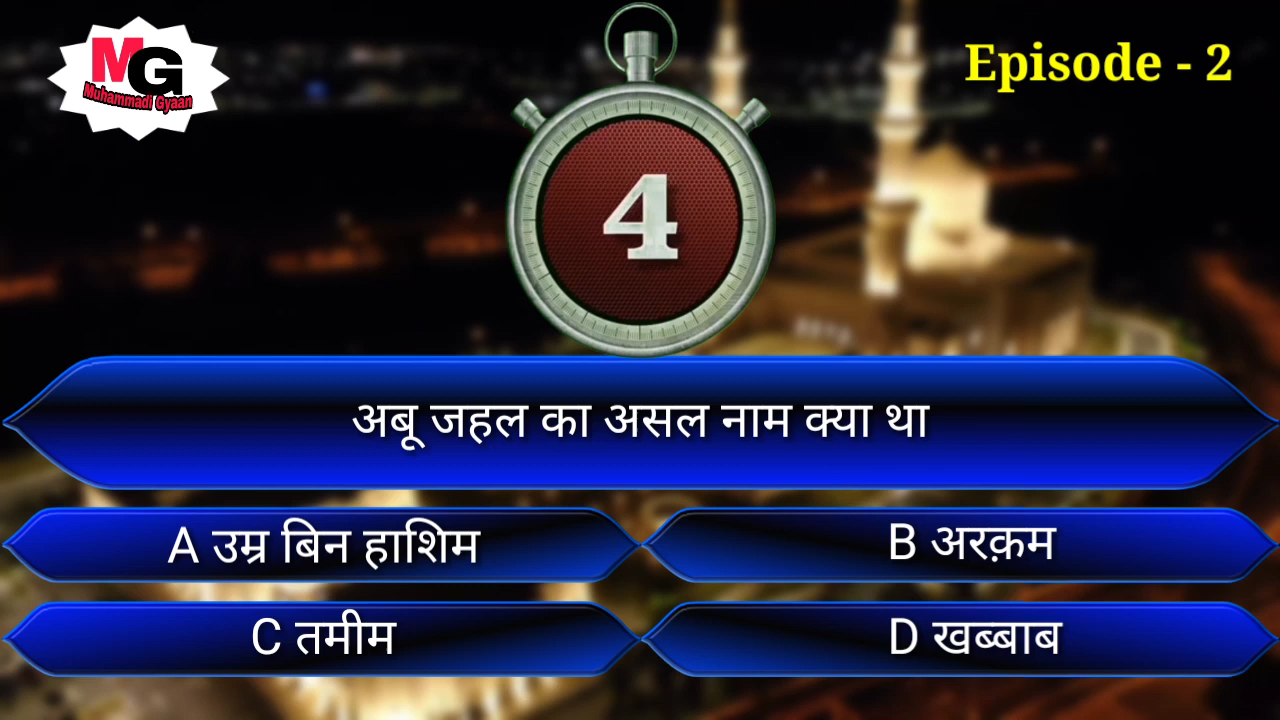 MG
Muhammadi Gyaan
Episode - 2
4
अबू जहल का असल नाम क्या था
A उम्र बिन हाशिम
B अरक़म
C तमीम
D खब्बाब